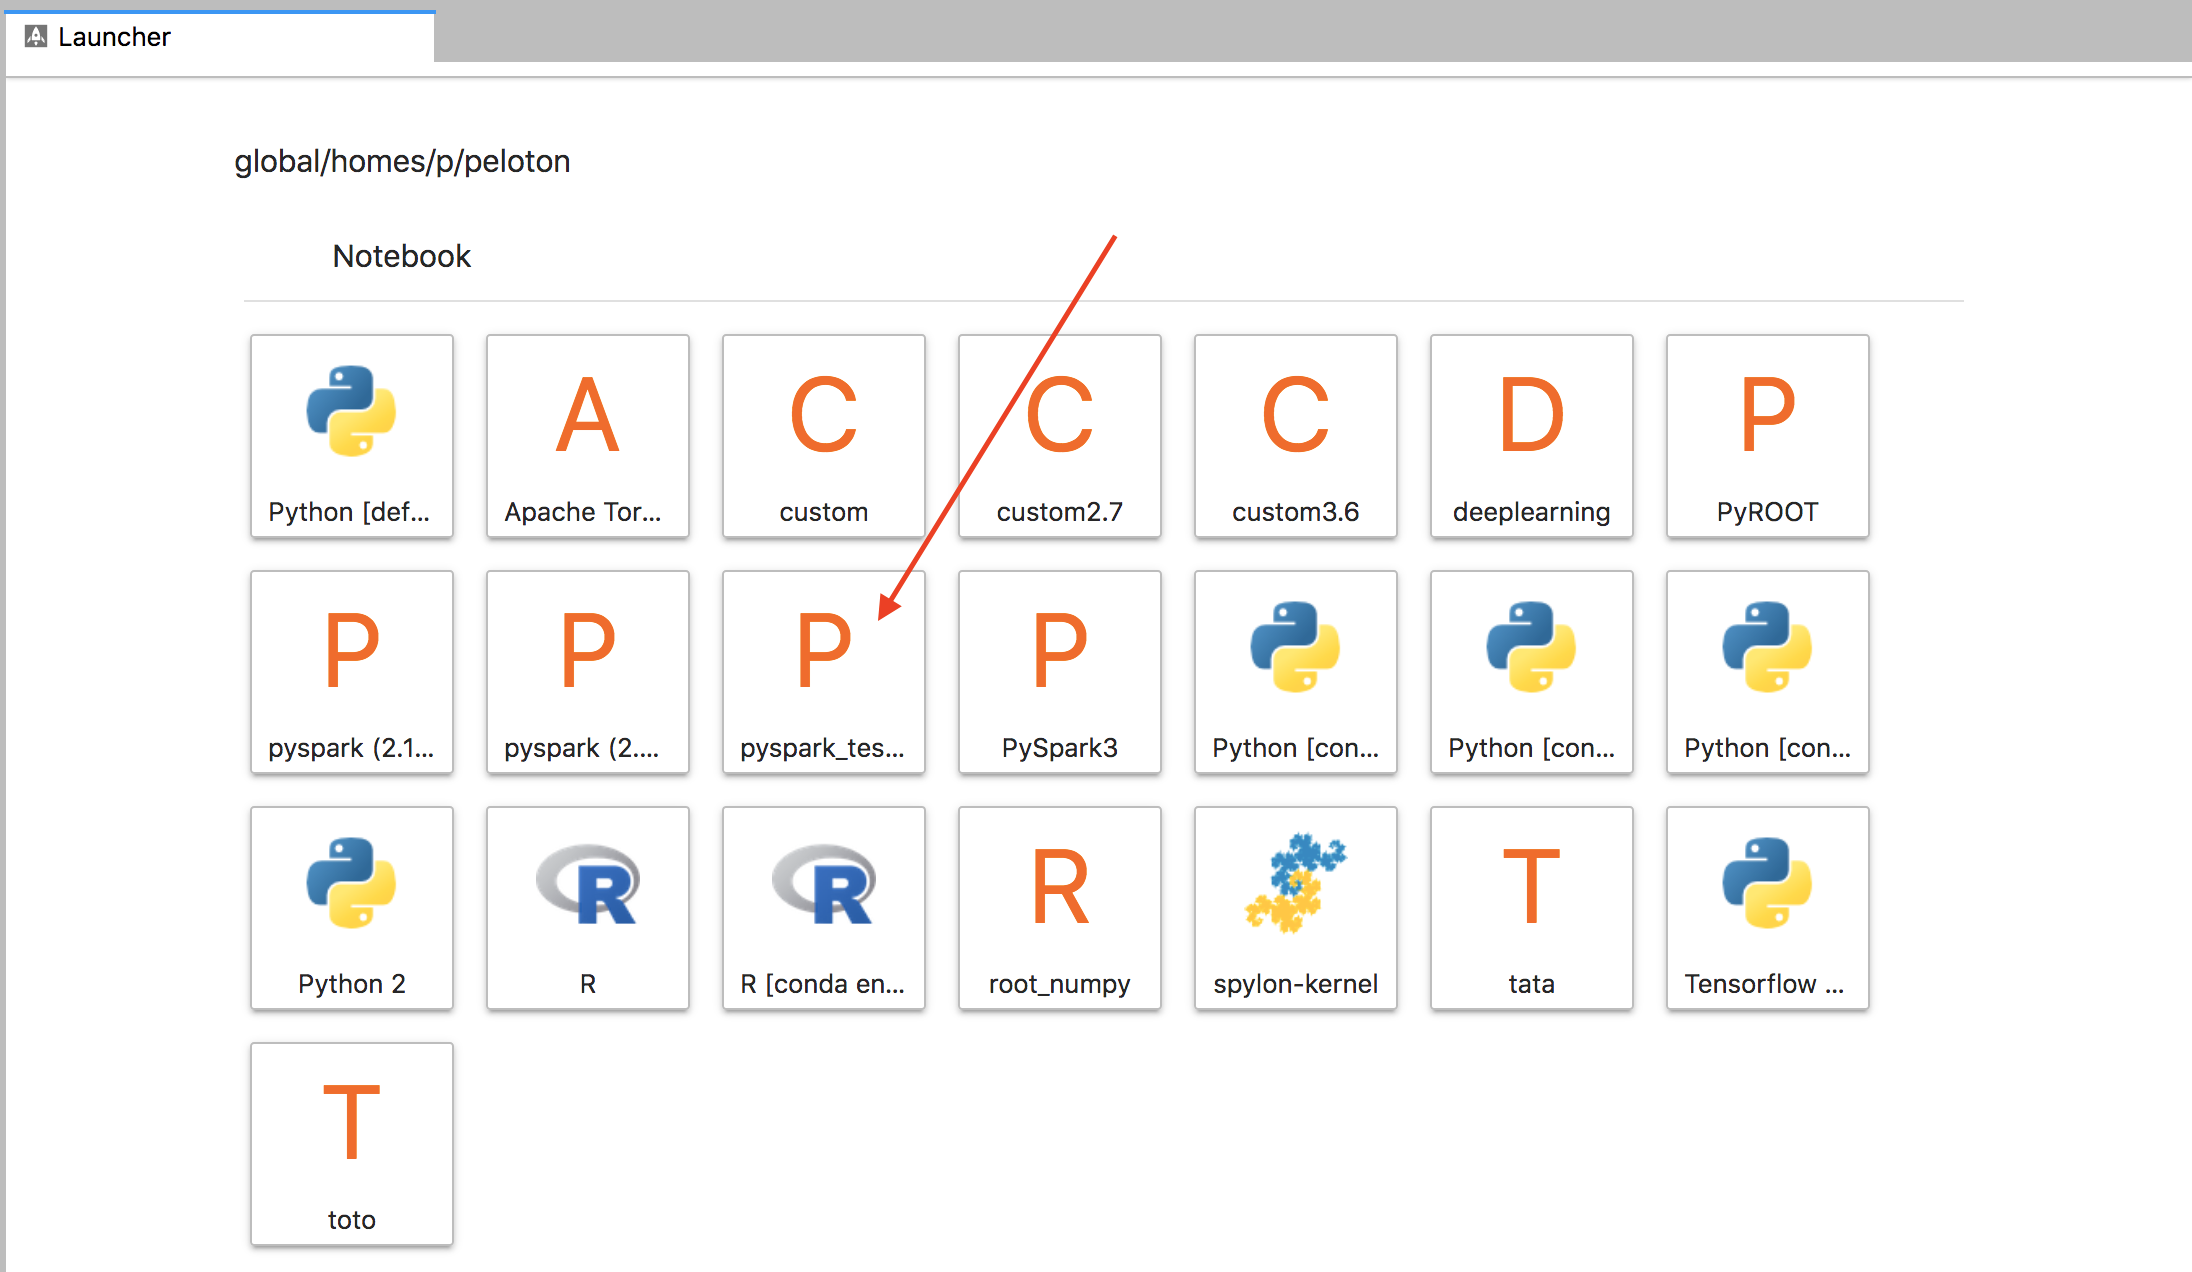 Launcher
global/homes/p/peloton
Notebook
A C C C D P
Python [def... Apache Tor... custom custom2.7 custom3.6 deeplearning PyROOT
P P P P
pyspark (2.1... pyspark (2.... pyspark_tes... PySpark3 Python [con... Python [con... Python [con...
R R R T
Python 2 R R [conda en... root_numpy spylon-kernel tata Tensorflow ...
T
toto